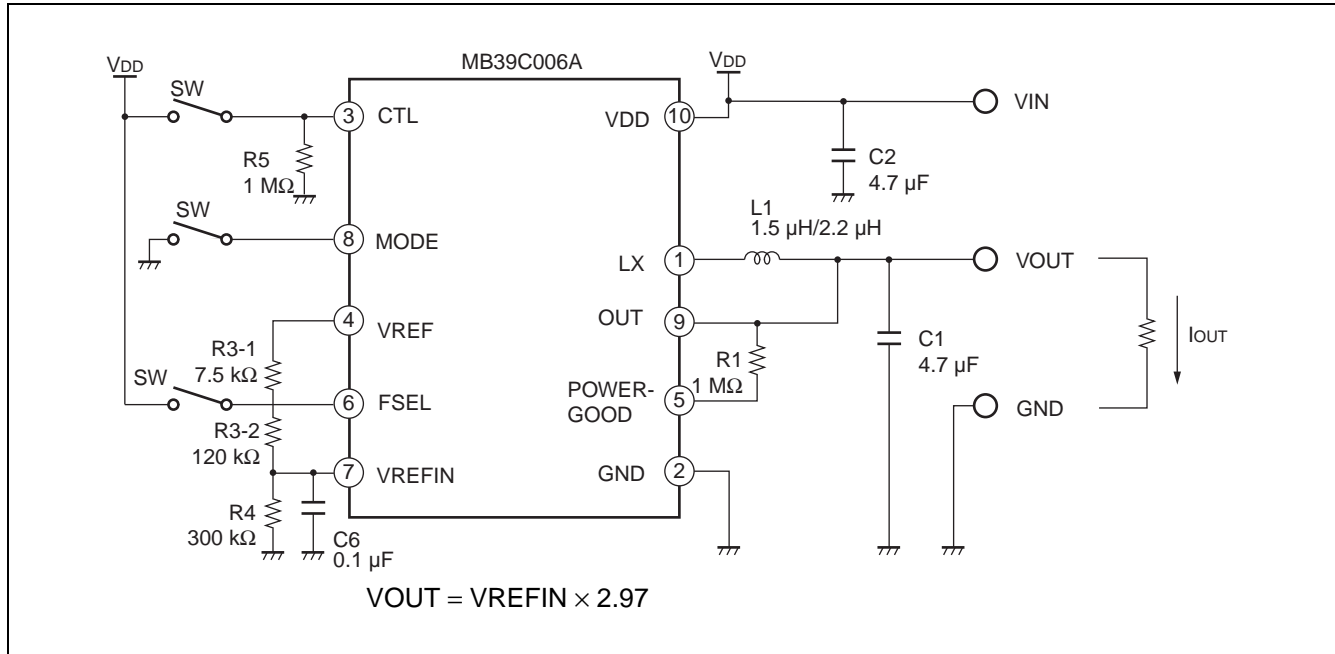 MB39C006A
VDD
SW
3
CTL
R5
1 MΩ
SW
8
MODE
4
VREF
R3-1
7.5 kΩ
SW
6
FSEL
R3-2
120 kΩ
7
VREFIN
R4
300 kΩ
C6
0.1 µF
VDD
VDD
10
VIN
C2
4.7 µF
L1
1.5 µH/2.2 µH
LX
1
VOUT
OUT
9
R1
1 MΩ
C1
4.7 µF
IOUT
POWER-
GOOD
5
GND
GND
2
VOUT = VREFIN × 2.97